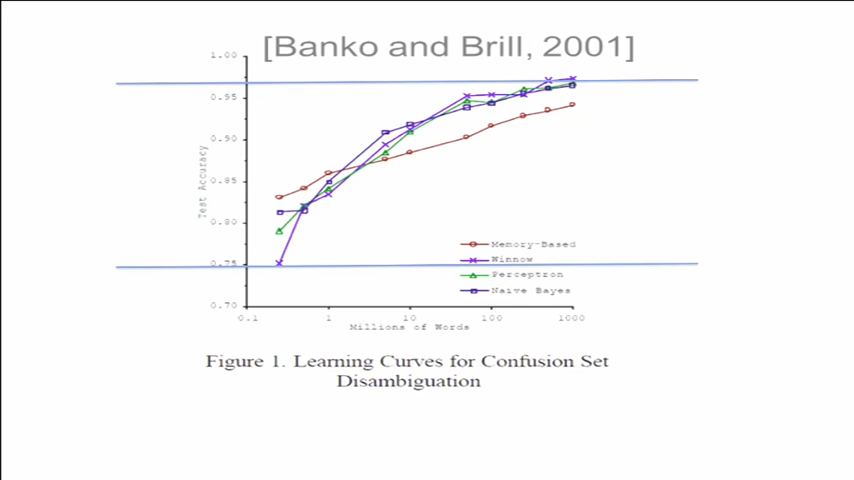 [Banko and Brill, 2001]
1.00
0.95
0.90
0.85
0.80
0.75
0.70
Test Accuracy
Memory-Based
Winnow
Perceptron
Naïve Bayes
0.1 1 10 100 1000
Millions of Words
Figure 1. Learning Curves for Confusion Set
Disambiguation